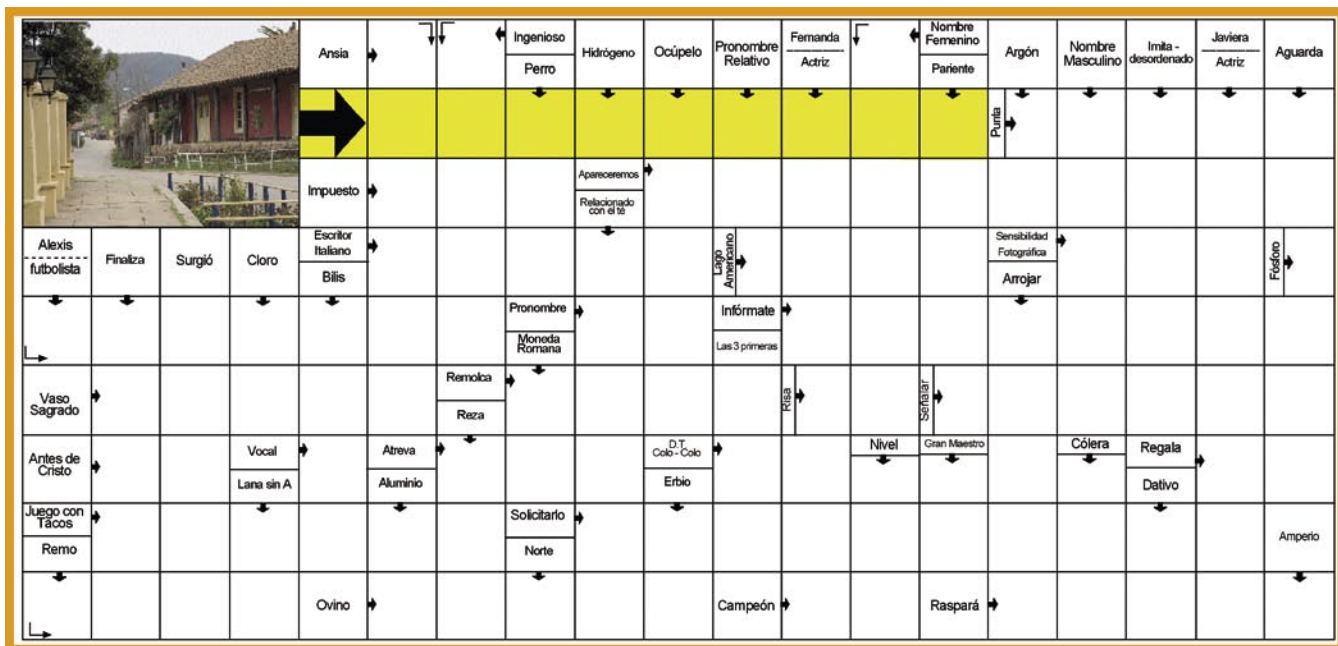 Ansia
Ingenioso
Perro
Hidrógeno
Ocúpelo
Pronombre
Relativo
Fernanda
Actriz
Nombre
Femenino
Pariente
Argón
Nombre
Masculino
Imita -
desordenado
Javiera
Actriz
Aguarda
Punta
Impuesto
Apareceremos
Relacionado
con el té
Alexis
futbolista
Finaliza
Surgió
Cloro
Escritor
Italiano
Bilis
Lago
Americano
Sensibilidad
Fotográfica
Arrojar
Fósforo
Pronombre
Moneda
Romana
Infórmate
Las 3 primeras
Vaso
Sagrado
Remolca
Reza
Risa
Señalar
Antes de
Cristo
Vocal
Lana sin A
Atreva
Aluminio
D.T.
Colo - Colo
Erbio
Nivel
Gran Maestro
Cólera
Regala
Dativo
Juego con
Tacos
Remo
Solicitarlo
Norte
Amperio
Ovino
Campeón
Raspará